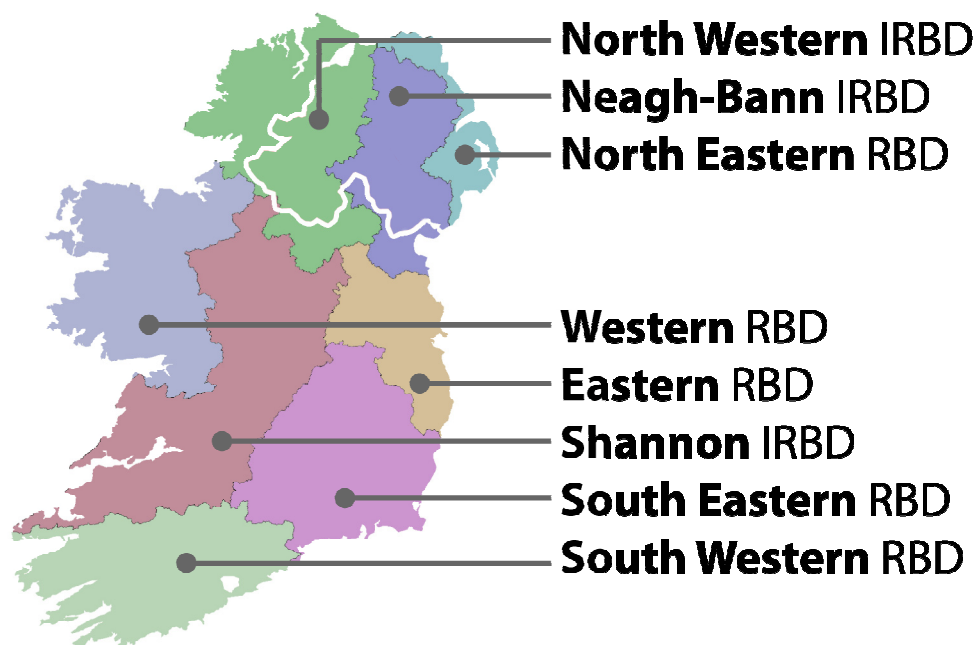 North Western IRBD
Neagh-Bann IRBD
North Eastern RBD
Western RBD
Eastern RBD
Shannon IRBD
South Eastern RBD
South Western RBD